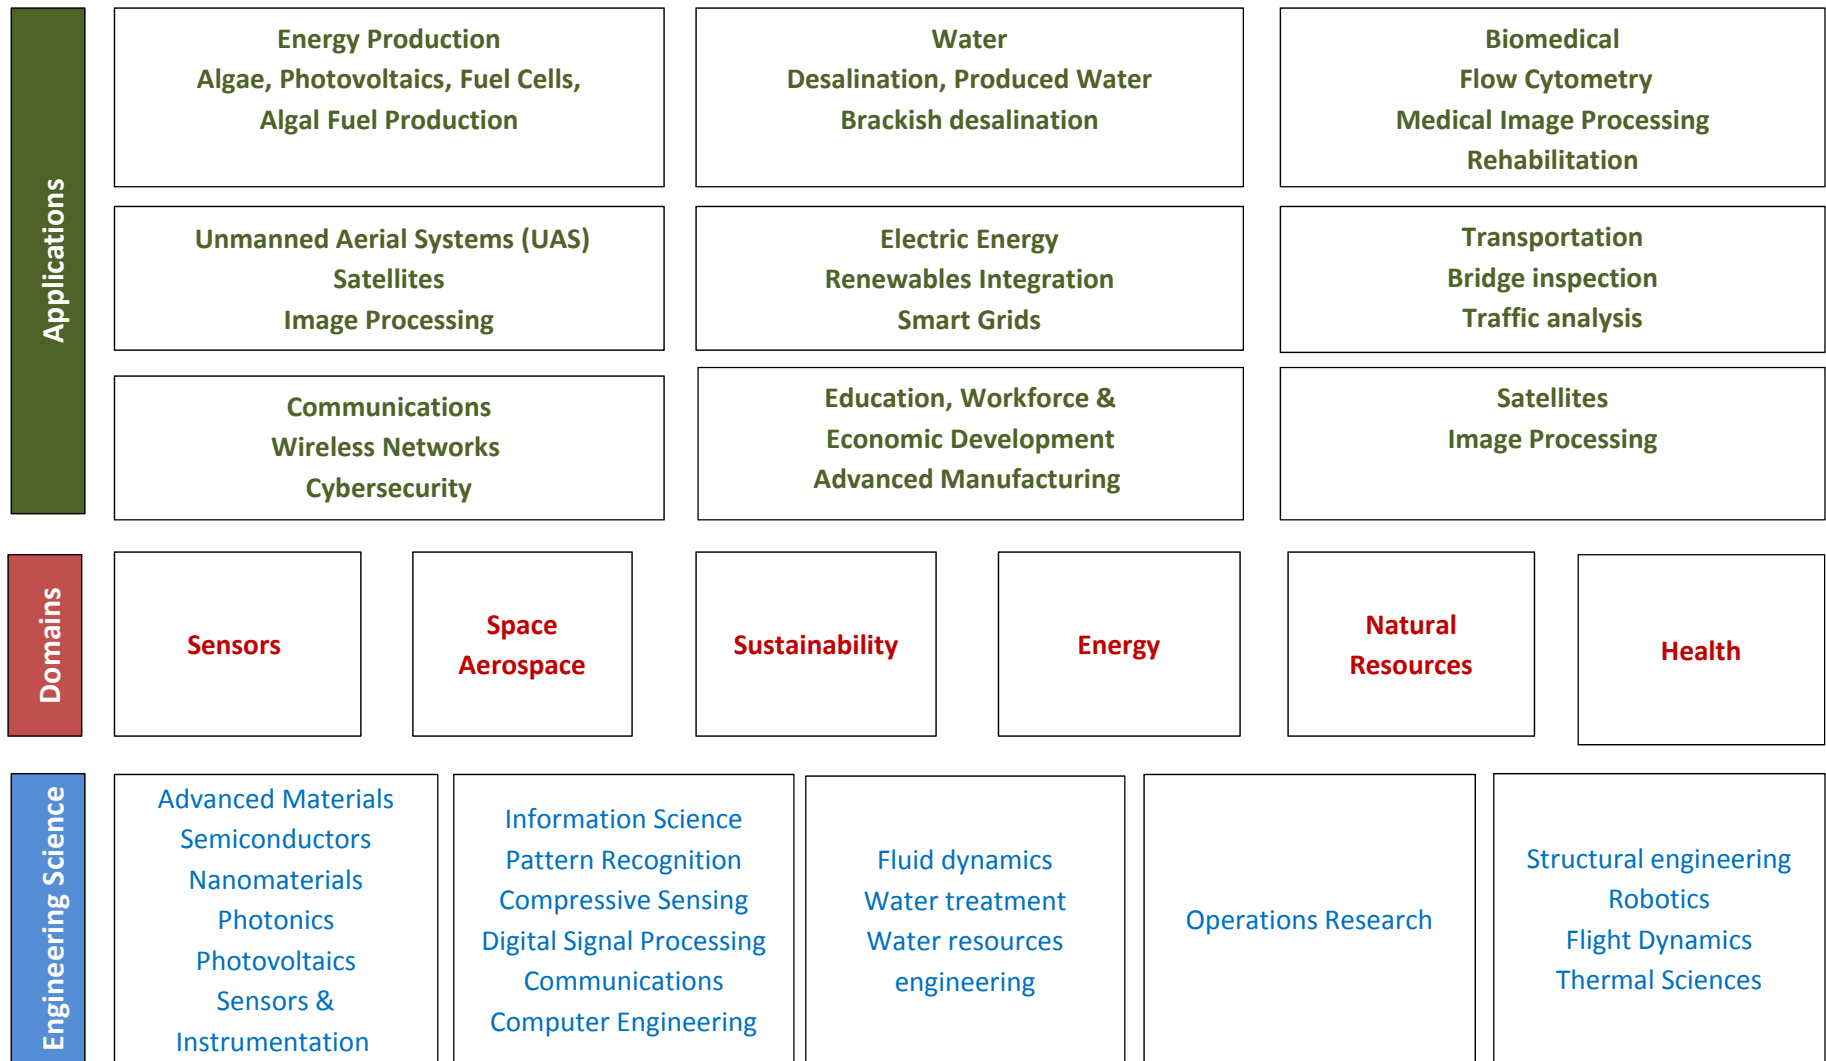 Applications
Energy Production
Algae, Photovoltaics, Fuel Cells,
Algal Fuel Production
Water
Desalination, Produced Water
Brackish desalination
Biomedical
Flow Cytometry
Medical Image Processing
Rehabilitation
Unmanned Aerial Systems (UAS)
Satellites
Image Processing
Electric Energy
Renewables Integration
Smart Grids
Transportation
Bridge inspection
Traffic analysis
Communications
Wireless Networks
Cybersecurity
Education, Workforce &
Economic Development
Advanced Manufacturing
Satellites
Image Processing
Domains
Sensors
Space
Aerospace
Sustainability
Energy
Natural
Resources
Health
Engineering Science
Advanced Materials
Semiconductors
Nanomaterials
Photonics
Photovoltaics
Sensors &
Instrumentation
Information Science
Pattern Recognition
Compressive Sensing
Digital Signal Processing
Communications
Computer Engineering
Fluid dynamics
Water treatment
Water resources
engineering
Operations Research
Structural engineering
Robotics
Flight Dynamics
Thermal Sciences